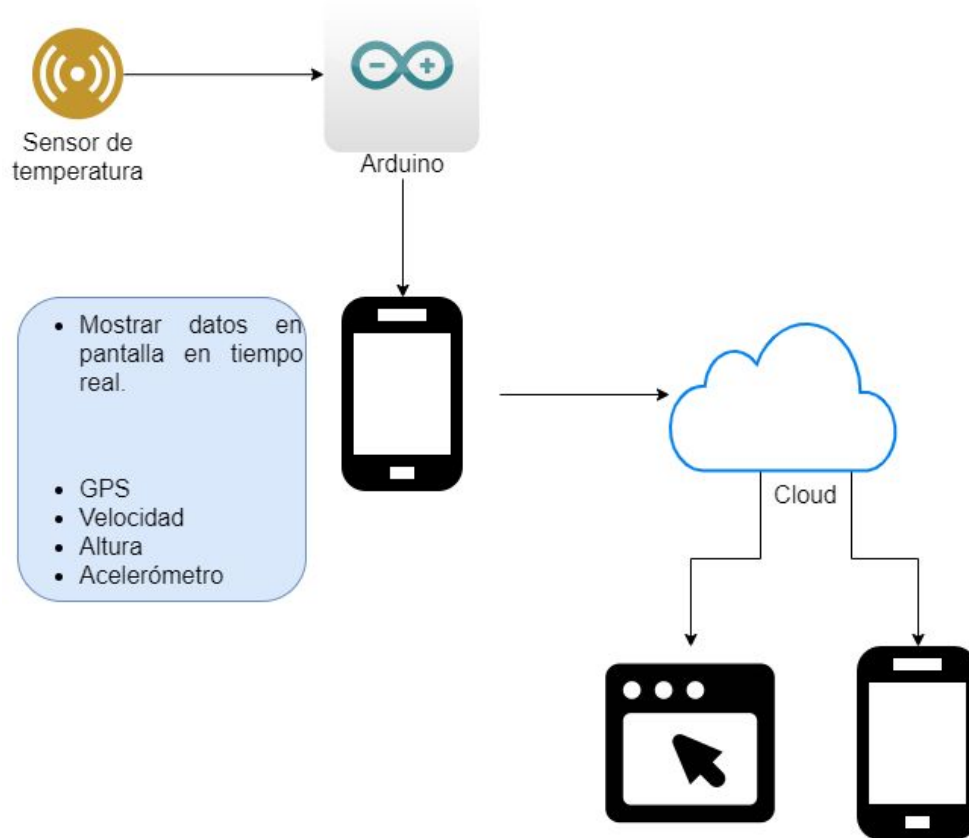 Sensor de
temperatura
Arduino
• Mostrar datos en
pantalla en tiempo
real.
• GPS
• Velocidad
• Altura
• Acelerómetro
Cloud